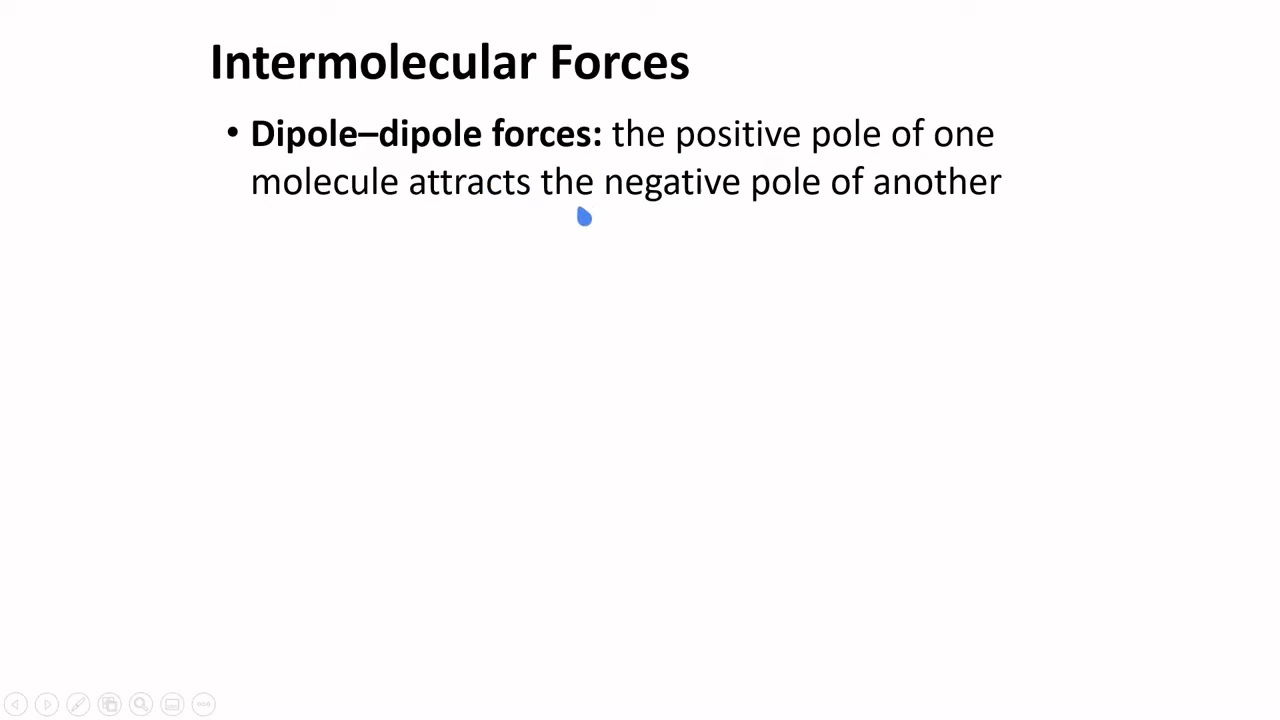 Intermolecular Forces
• Dipole–dipole forces: the positive pole of one
molecule attracts the negative pole of another